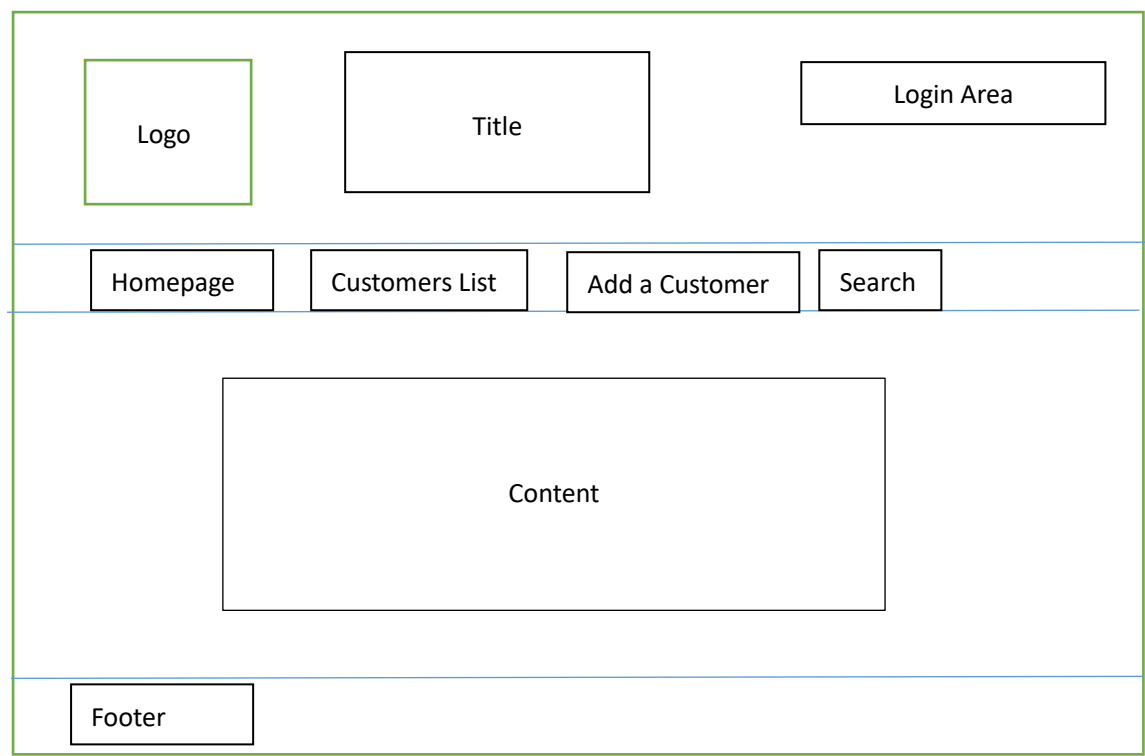 Logo
Title
Login Area
Homepage
Customers List
Add a Customer
Search
Content
Footer